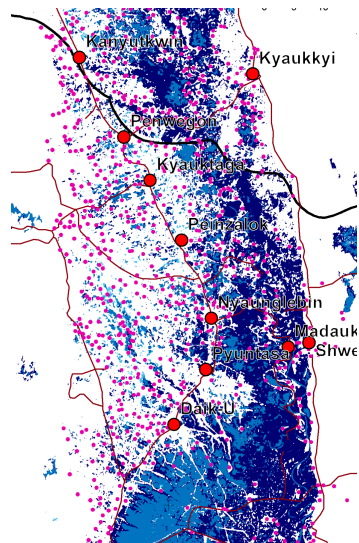 Kanyutkwin
Kyaukkyi
Penwegon
Kyauktaga
Peinzalok
Nyaunglebin
Madauk
Shwe
Pyuntasa
Daik-U